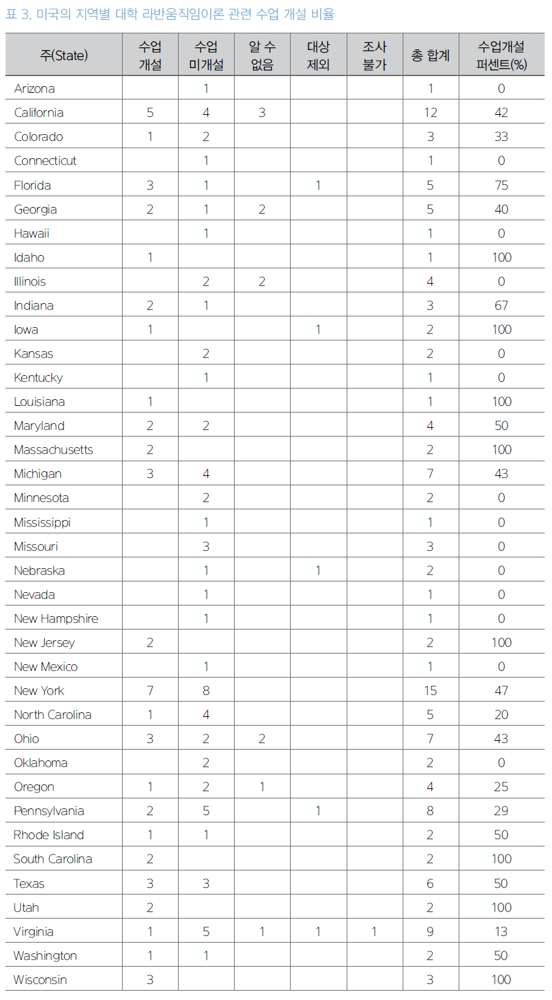 표 3. 미국의 지역별 대학 라반움직임이론 관련 수업 개설 비율
주(State) 수업 개설 수업 미개설 알 수 없음 대상 제외 조사 불가 총 합계 수업개설 퍼센트(%)
Arizona 1 1 0
California 5 4 3 12 42
Colorado 1 2 3 33
Connecticut 1 1 0
Florida 3 1 1 5 75
Georgia 2 1 2 5 40
Hawaii 1 1 0
Idaho 1 1 100
Illinois 2 2 4 0
Indiana 2 1 3 67
Iowa 1 1 2 100
Kansas 2 2 0
Kentucky 1 1 0
Louisiana 1 1 100
Maryland 2 2 4 50
Massachusetts 2 2 100
Michigan 3 4 7 43
Minnesota 2 2 0
Mississippi 1 1 0
Missouri 3 3 0
Nebraska 1 1 2 0
Nevada 1 1 0
New Hampshire 1 1 0
New Jersey 2 2 100
New Mexico 1 1 0
New York 7 8 15 47
North Carolina 1 4 5 20
Ohio 3 2 2 7 43
Oklahoma 2 2 0
Oregon 1 2 1 4 25
Pennsylvania 2 5 1 8 29
Rhode Island 1 1 2 50
South Carolina 2 2 100
Texas 3 3 6 50
Utah 2 2 100
Virginia 1 5 1 1 1 9 13
Washington 1 1 2 50
Wisconsin 3 3 100